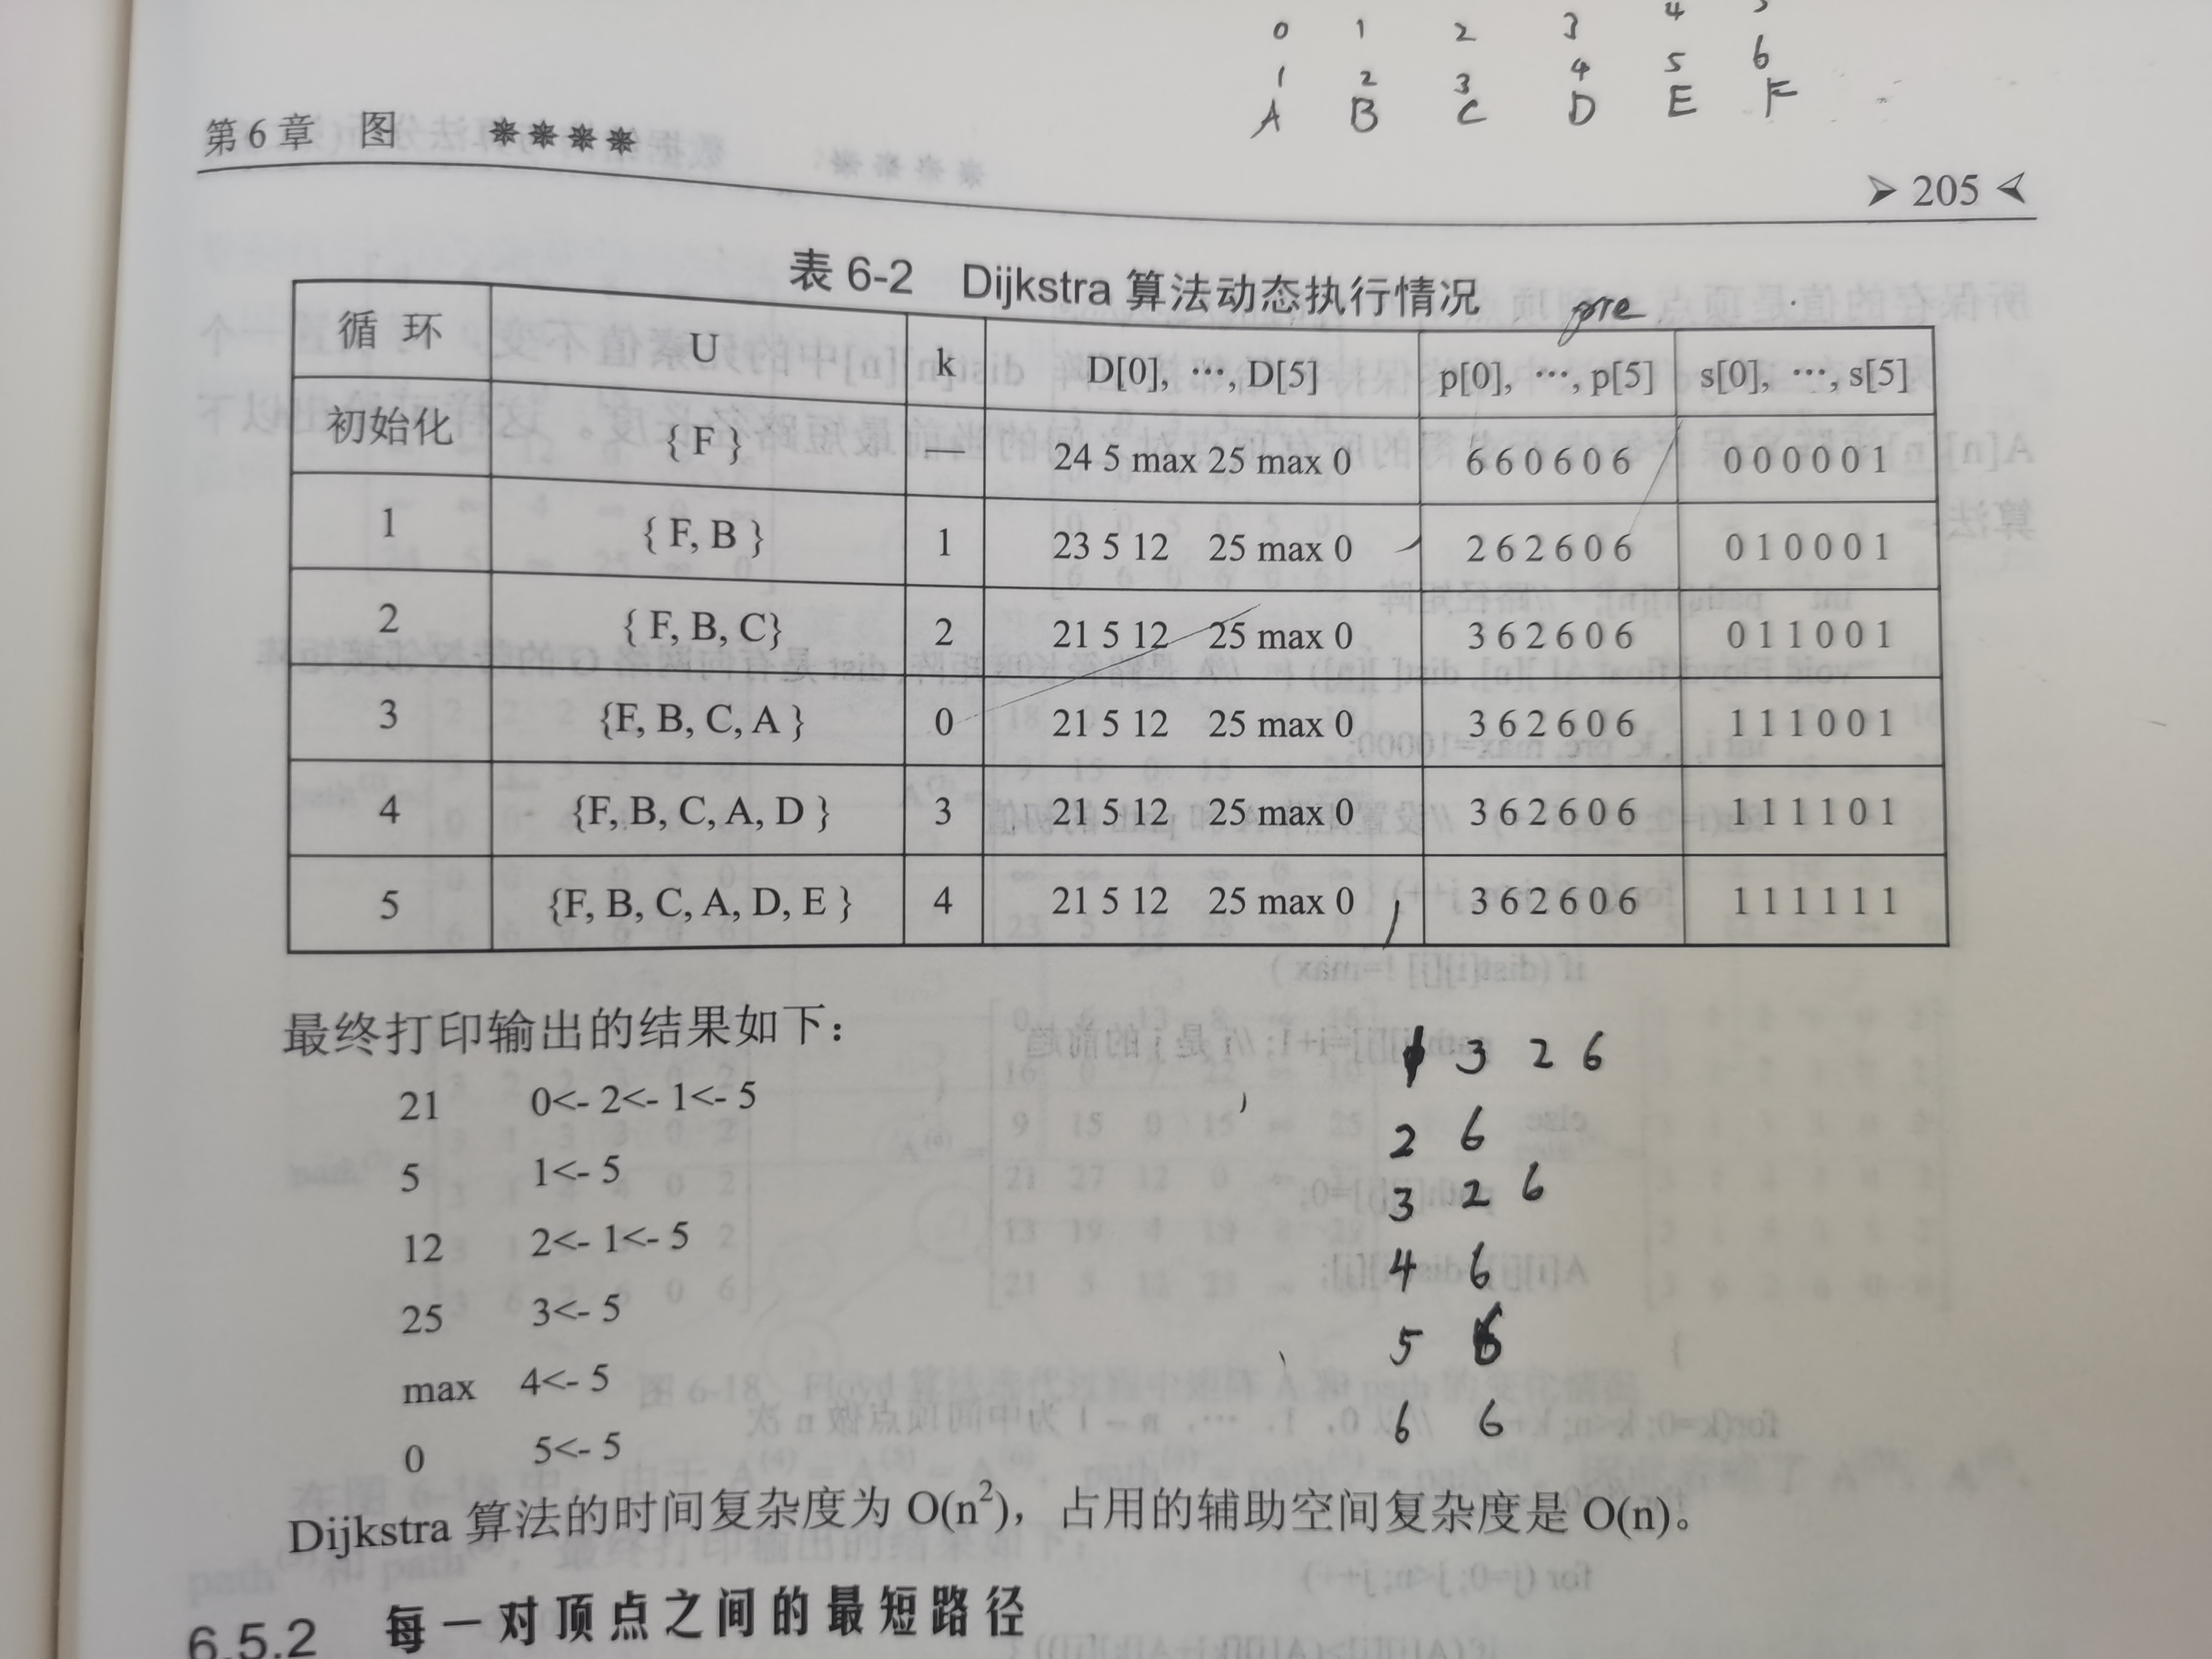 0 1 2 3 4
1 2 3 4 5 6
A B C D E F
第6章 图 ❋❋❋❋
➢ 205 ⮘
表 6-2 Dijkstra 算法动态执行情况
pre
循 环 U k D[0], …, D[5] p[0], …, p[5] s[0], …, s[5]
初始化 { F } — 24 5 max 25 max 0 6 6 0 6 0 6 0 0 0 0 0 1
1 { F, B } 1 23 5 12 25 max 0 2 6 2 6 0 6 0 1 0 0 0 1
2 { F, B, C} 2 21 5 12 25 max 0 3 6 2 6 0 6 0 1 1 0 0 1
3 {F, B, C, A } 0 21 5 12 25 max 0 3 6 2 6 0 6 1 1 1 0 0 1
4 {F, B, C, A, D } 3 21 5 12 25 max 0 3 6 2 6 0 6 1 1 1 1 0 1
5 {F, B, C, A, D, E } 4 21 5 12 25 max 0 3 6 2 6 0 6 1 1 1 1 1 1
最终打印输出的结果如下：
21 0<- 2<- 1<- 5
5 1<- 5
12 2<- 1<- 5
25 3<- 5
max 4<- 5
0 5<- 5
1 3 2 6
2 6
3 2 6
4 6
5 6
6 6
Dijkstra 算法的时间复杂度为 O(n²)，占用的辅助空间复杂度是 O(n)。
6.5.2 每一对顶点之间的最短路径